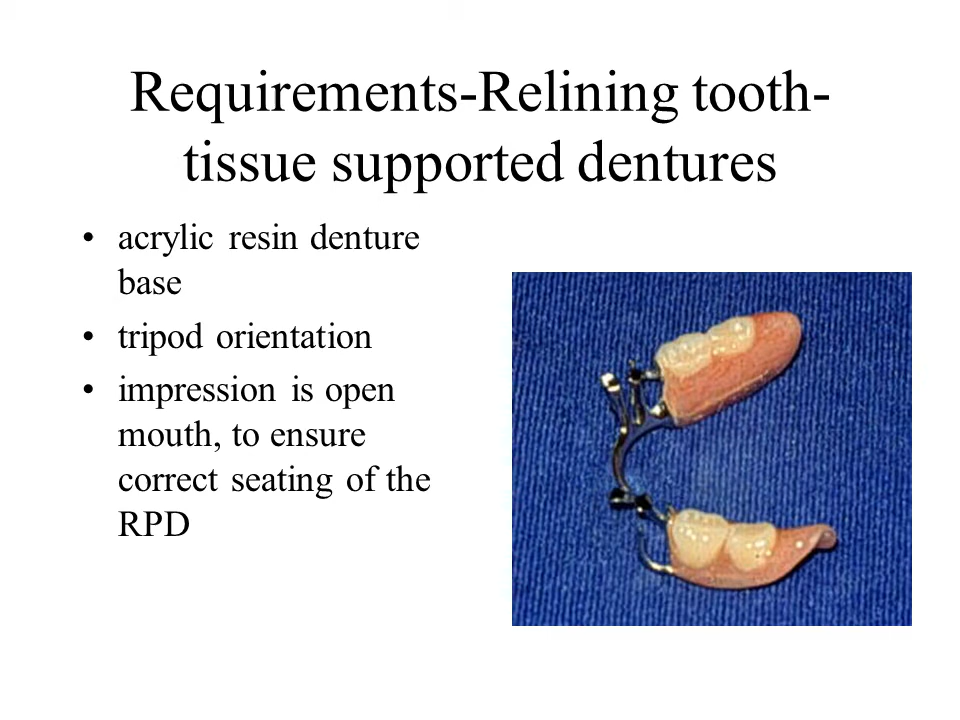 Requirements-Relining tooth-
tissue supported dentures
• acrylic resin denture
base
• tripod orientation
• impression is open
mouth, to ensure
correct seating of the
RPD